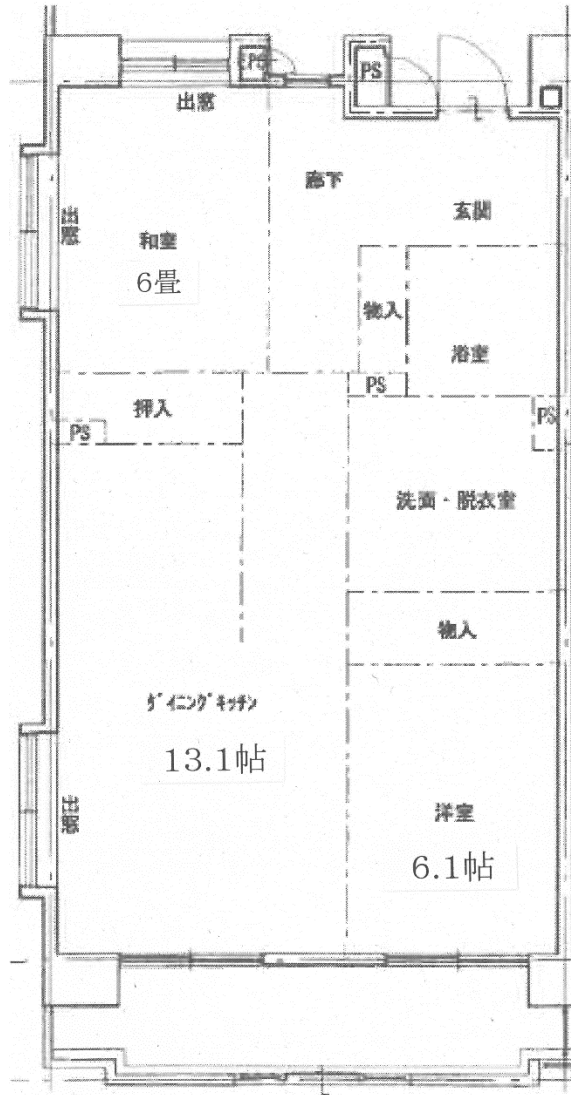 PS
PS
出窓
廊下
出窓
和室
6畳
玄関
物入
浴室
PS
押入
PS
PS
洗面・脱衣室
物入
ダイニングキッチン
13.1帖
出窓
洋室
6.1帖